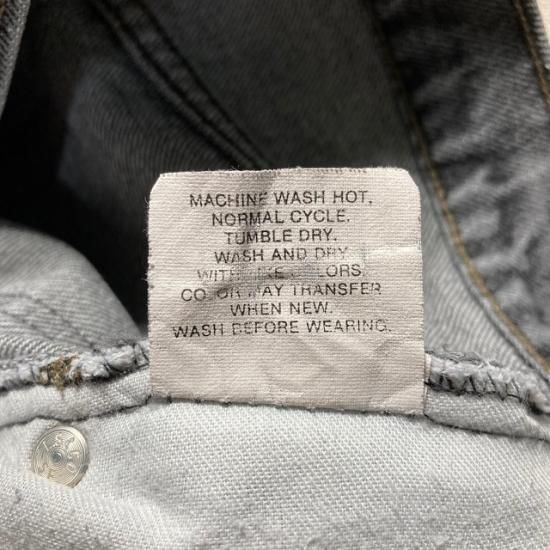 MACHINE WASH HOT.
NORMAL CYCLE.
TUMBLE DRY.
WASH AND DRY
WITH LIKE COLORS.
COLOR MAY TRANSFER
WHEN NEW.
WASH BEFORE WEARING.